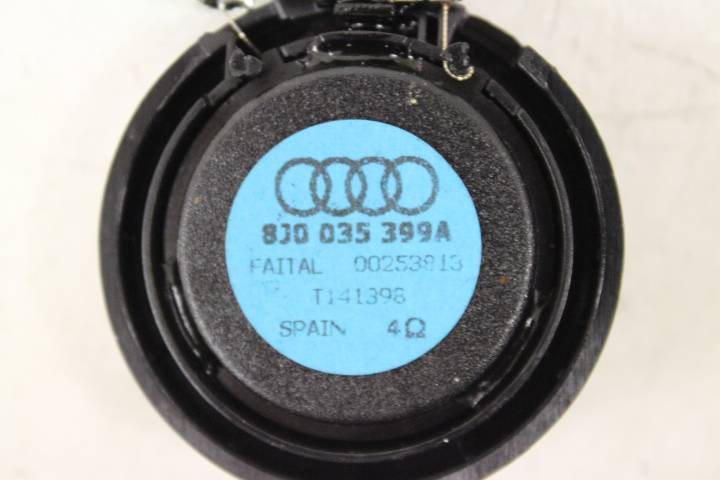 8J0 035 399A
FAITAL 00253813
T141398
SPAIN 4Ω